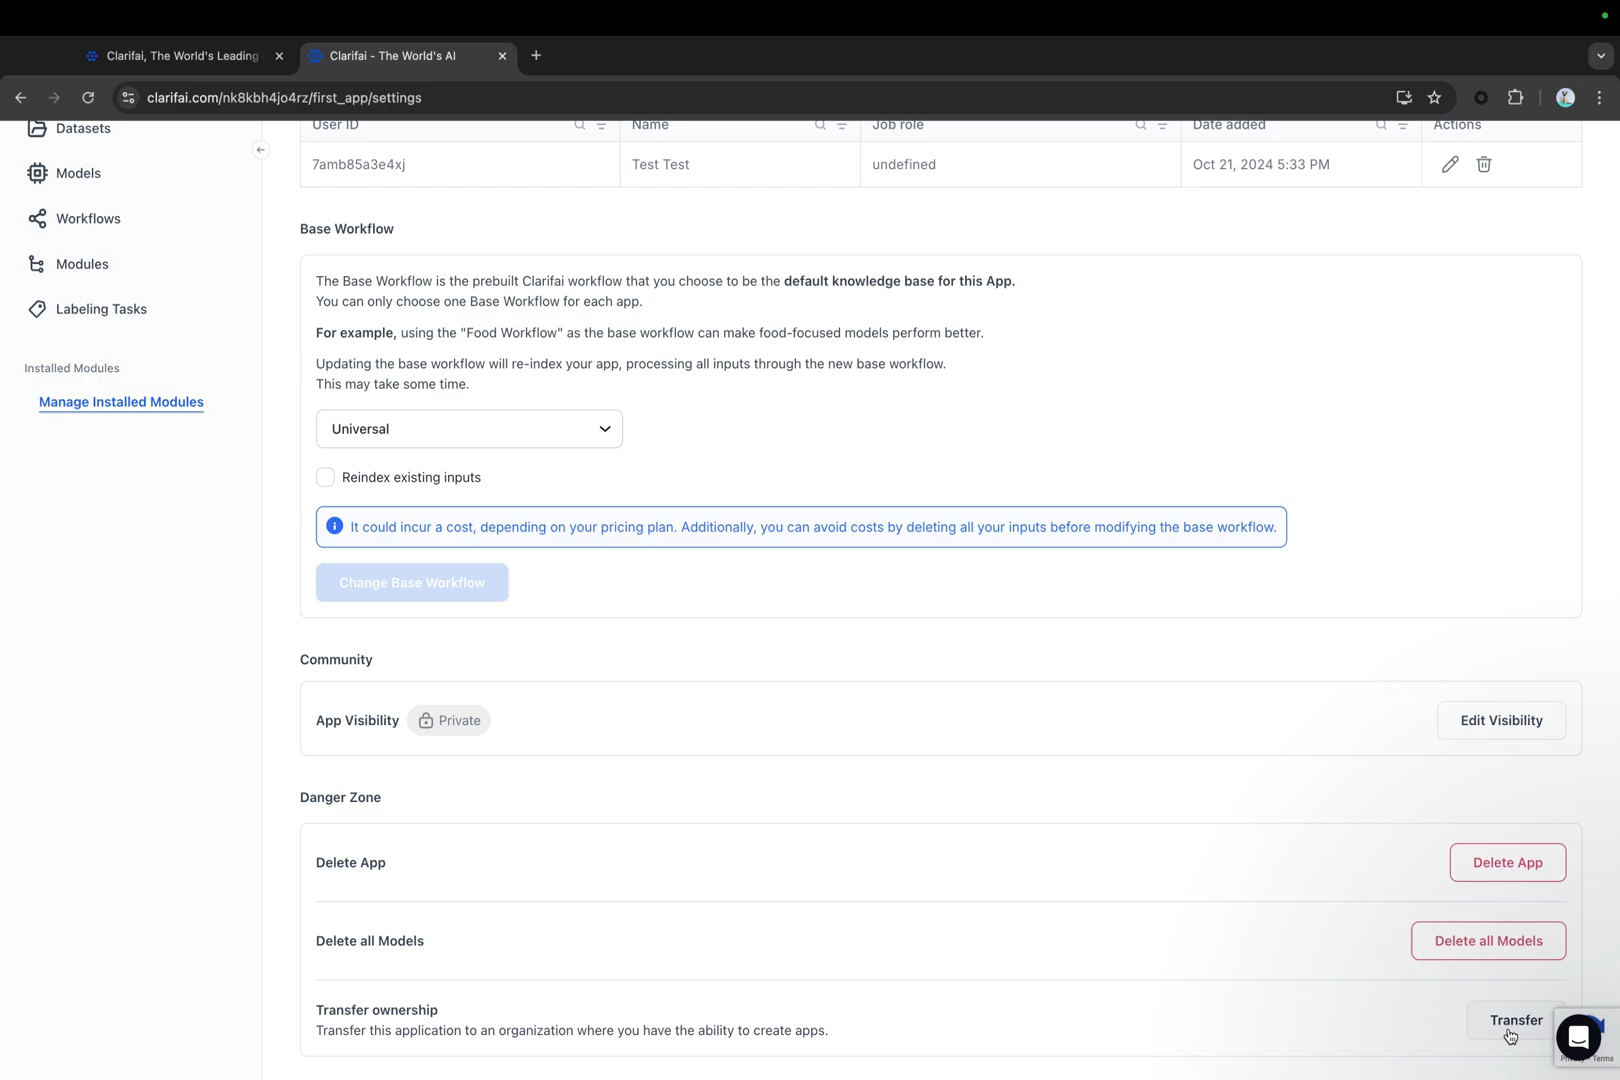 Clarifai, The World's Leading
Clarifai - The World's AI
clarifai.com/nk8kbh4jo4rz/first_app/settings
Datasets
Models
Workflows
Modules
Labeling Tasks
Installed Modules
Manage Installed Modules
User ID Name Job role Date added Actions
7amb85a3e4xj Test Test undefined Oct 21, 2024 5:33 PM
Base Workflow
The Base Workflow is the prebuilt Clarifai workflow that you choose to be the default knowledge base for this App.
You can only choose one Base Workflow for each app.
For example, using the "Food Workflow" as the base workflow can make food-focused models perform better.
Updating the base workflow will re-index your app, processing all inputs through the new base workflow.
This may take some time.
Universal
Reindex existing inputs
It could incur a cost, depending on your pricing plan. Additionally, you can avoid costs by deleting all your inputs before modifying the base workflow.
Change Base Workflow
Community
App Visibility Private
Edit Visibility
Danger Zone
Delete App
Delete App
Delete all Models
Delete all Models
Transfer ownership
Transfer this application to an organization where you have the ability to create apps.
Transfer
Terms